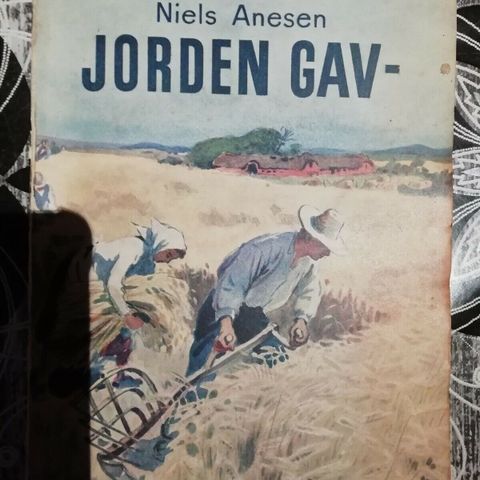 Niels Anesen
JORDEN GAV-